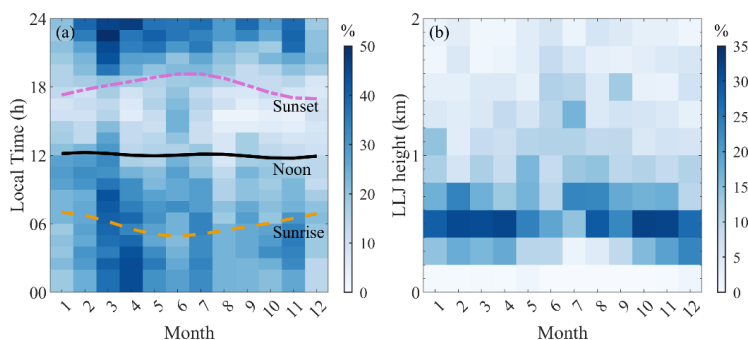 (a)
%
24
18
12
06
00
Local Time (h)
Sunset
Noon
Sunrise
1 2 3 4 5 6 7 8 9 10 11 12
Month
50
40
30
20
10
0
(b)
%
2
1
0
LLJ height (km)
1 2 3 4 5 6 7 8 9 10 11 12
Month
35
30
25
20
15
10
5
0